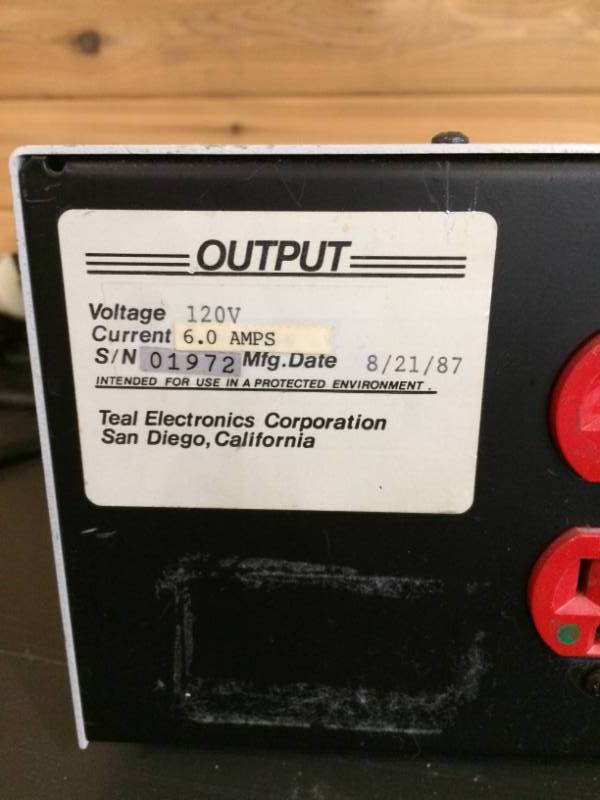 OUTPUT
Voltage 120V
Current 6.0 AMPS
S/N 01972 Mfg.Date 8/21/87
INTENDED FOR USE IN A PROTECTED ENVIRONMENT.
Teal Electronics Corporation
San Diego, California